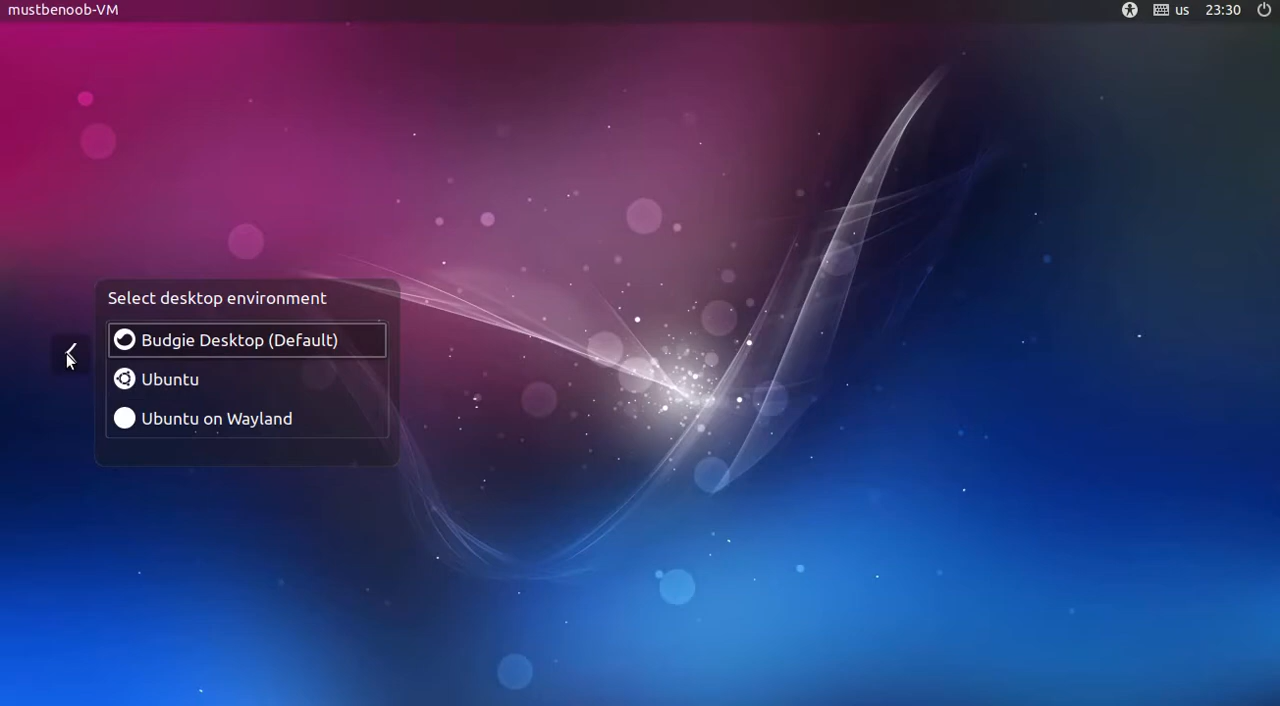 mustbenoob-VM
us 23:30
Select desktop environment
Budgie Desktop (Default)
Ubuntu
Ubuntu on Wayland